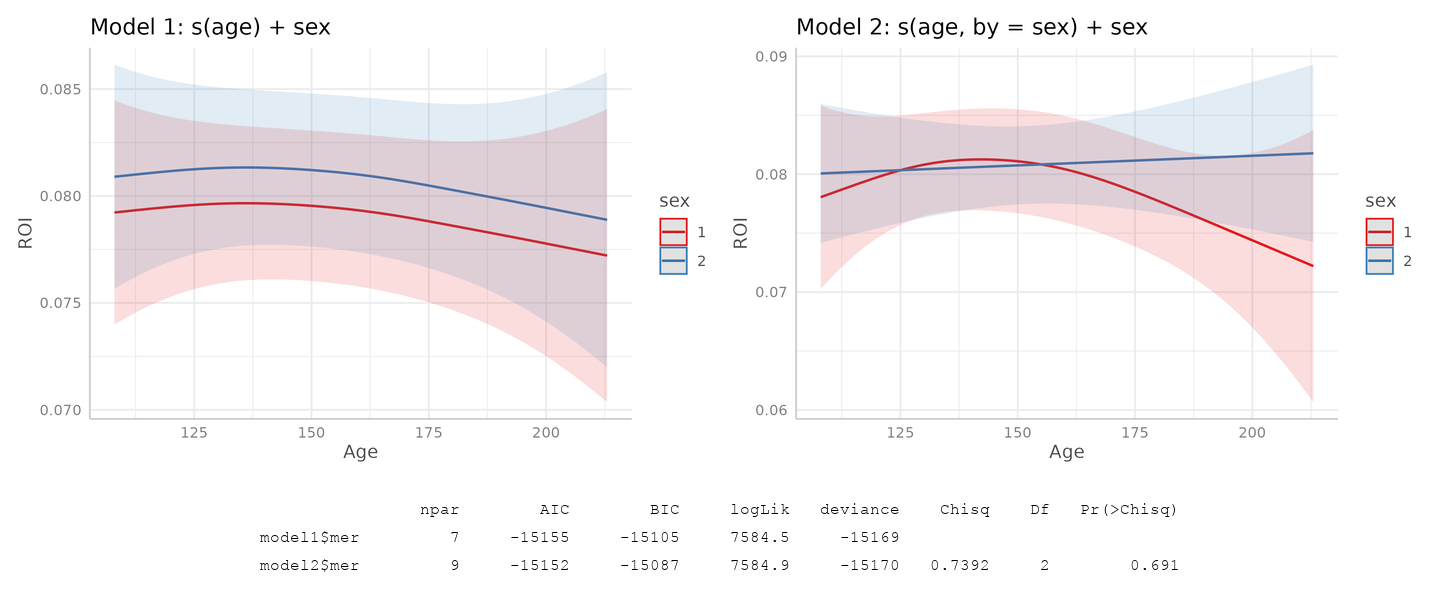 Model 1: s(age) + sex
0.085
0.080
0.075
0.070
ROI
125 150 175 200
Age
sex
1
2
Model 2: s(age, by = sex) + sex
0.09
0.08
0.07
0.06
ROI
125 150 175 200
Age
sex
1
2
npar AIC BIC logLik deviance Chisq Df Pr(>Chisq)
model1$mer 7 -15155 -15105 7584.5 -15169
model2$mer 9 -15152 -15087 7584.9 -15170 0.7392 2 0.691